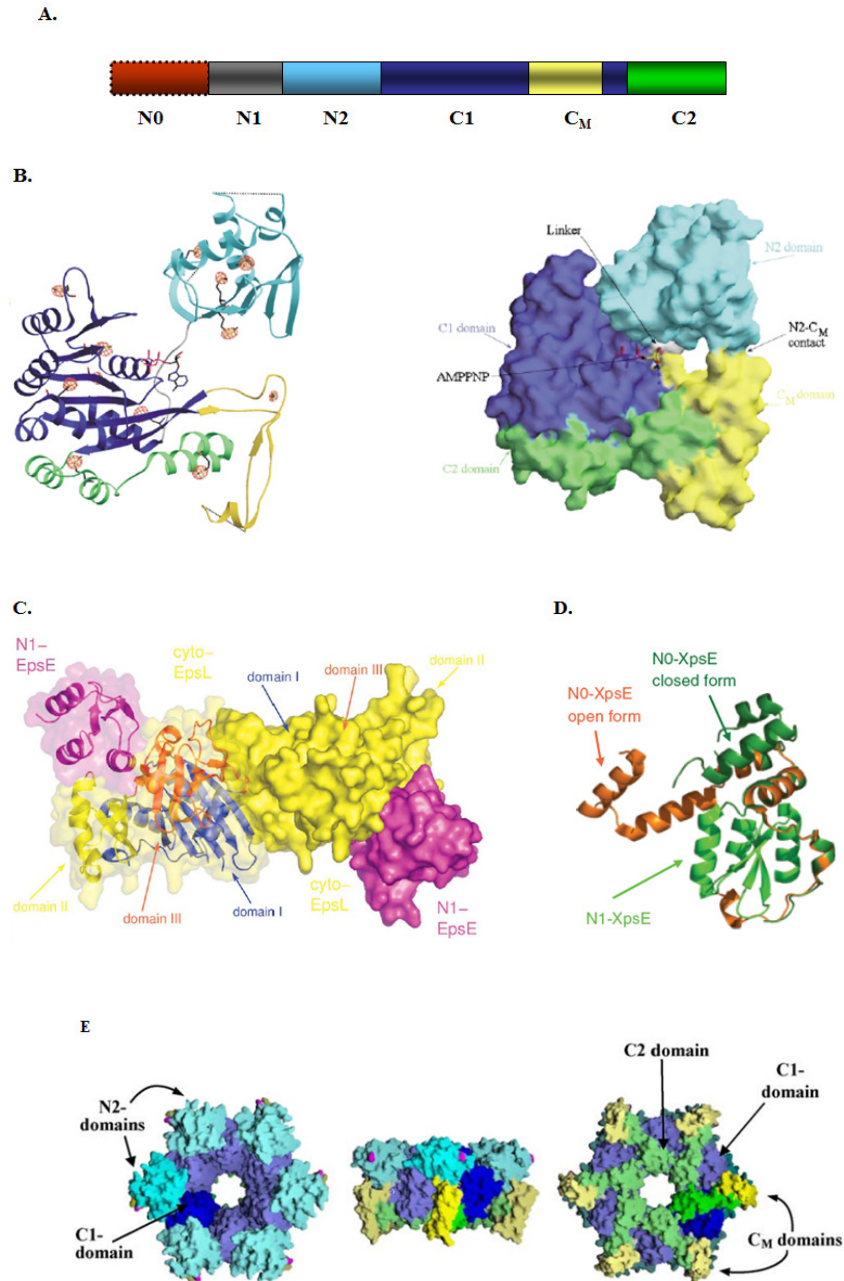 A.
N0 N1 N2 C1 CM C2
B.
Linker
N2 domain
C1 domain
N2-CM
contact
AMPPNP
CM domain
C2 domain
C.
N1–
EpsE
cyto–
EpsL
domain I
domain III
domain II
domain II
domain III
domain I
cyto–
EpsL
N1–
EpsE
D.
N0-XpsE
closed form
N0-XpsE
open form
N1-XpsE
E
N2-
domains
C1-
domain
C2 domain
C1-
domain
CM domains